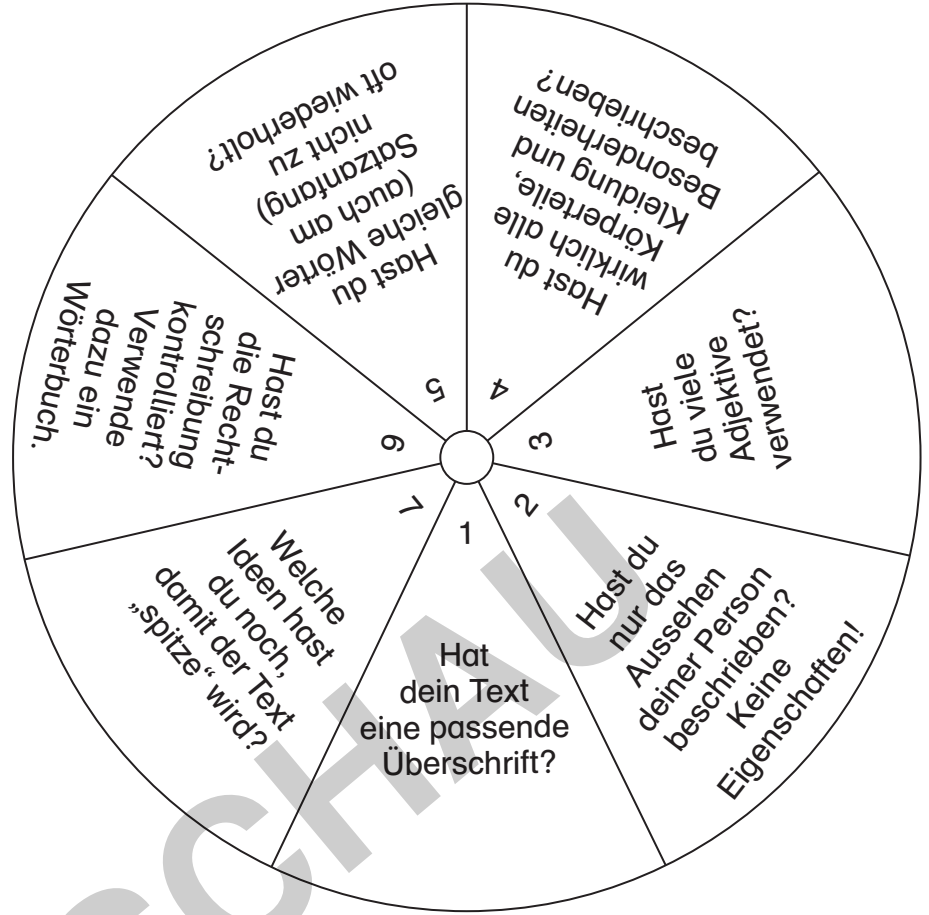 1
Hat
dein Text
eine passende
Überschrift?
2
Hast du
nur das
Aussehen
deiner Person
beschrieben?
Keine
Eigenschaften!
3
Hast
du viele
Adjektive
verwendet?
4
Hast du
wirklich alle
Körperteile,
Kleidung und
Besonderheiten
beschrieben?
5
Hast du
gleiche Wörter
(auch am
Satzanfang)
nicht zu
oft wiederholt?
6
Hast du
die Recht-
schreibung
kontrolliert?
Verwende
dazu ein
Wörterbuch.
7
Welche
Ideen hast
du noch,
damit der Text
„spitze“ wird?
SCHAU